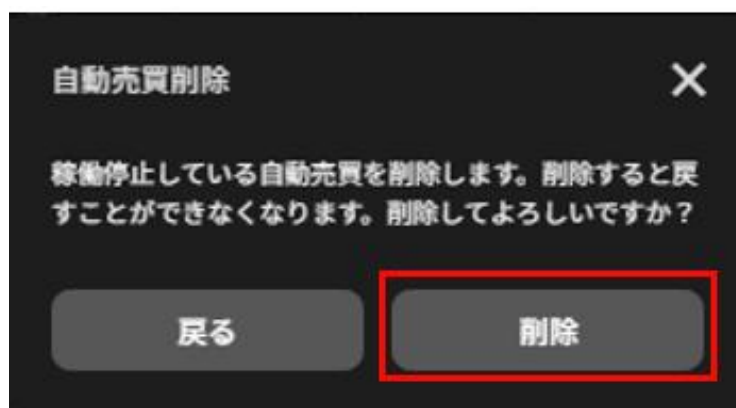 自動売買削除
稼働停止している自動売買を削除します。削除すると戻
すことができなくなります。削除してよろしいですか？
戻る
削除